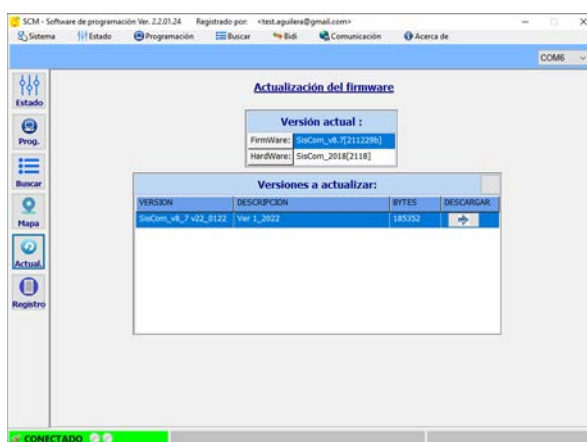 SCM - Software de programación Ver. 2.2.01.24 Registrado por: <test.aguilera@gmail.com>
Sistema Estado Programación Buscar Bidi Comunicación Acerca de
COM6
Estado
Prog.
Buscar
Mapa
Actual.
Registro
Actualización del firmware
Versión actual :
FirmWare: SisCom_v8.7[211229b]
HardWare: SisCom_2018[2118]
Versiones a actualizar:
VERSION DESCRIPCION BYTES DESCARGAR
SisCom_v8_7 v22_0122 Ver 1_2022 185352
CONECTADO